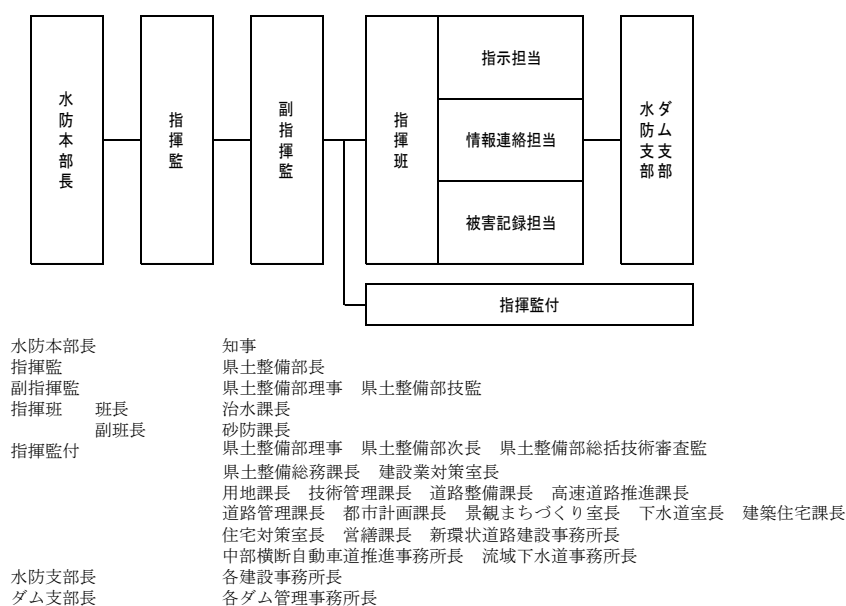 水防本部長
指揮監
副指揮監
指揮班
指示担当
情報連絡担当
被害記録担当
ダム支部
水防支部
指揮監付
水防本部長　知事
指揮監　県土整備部長
副指揮監　県土整備部理事　県土整備部技監
指揮班　班長　治水課長
副班長　砂防課長
指揮監付　県土整備部理事　県土整備部次長　県土整備部総括技術審査監
県土整備総務課長　建設業対策室長
用地課長　技術管理課長　道路整備課長　高速道路推進課長
道路管理課長　都市計画課長　景観まちづくり室長　下水道室長　建築住宅課長
住宅対策室長　営繕課長　新環状道路建設事務所長
中部横断自動車道推進事務所長　流域下水道事務所長
水防支部長　各建設事務所長
ダム支部長　各ダム管理事務所長